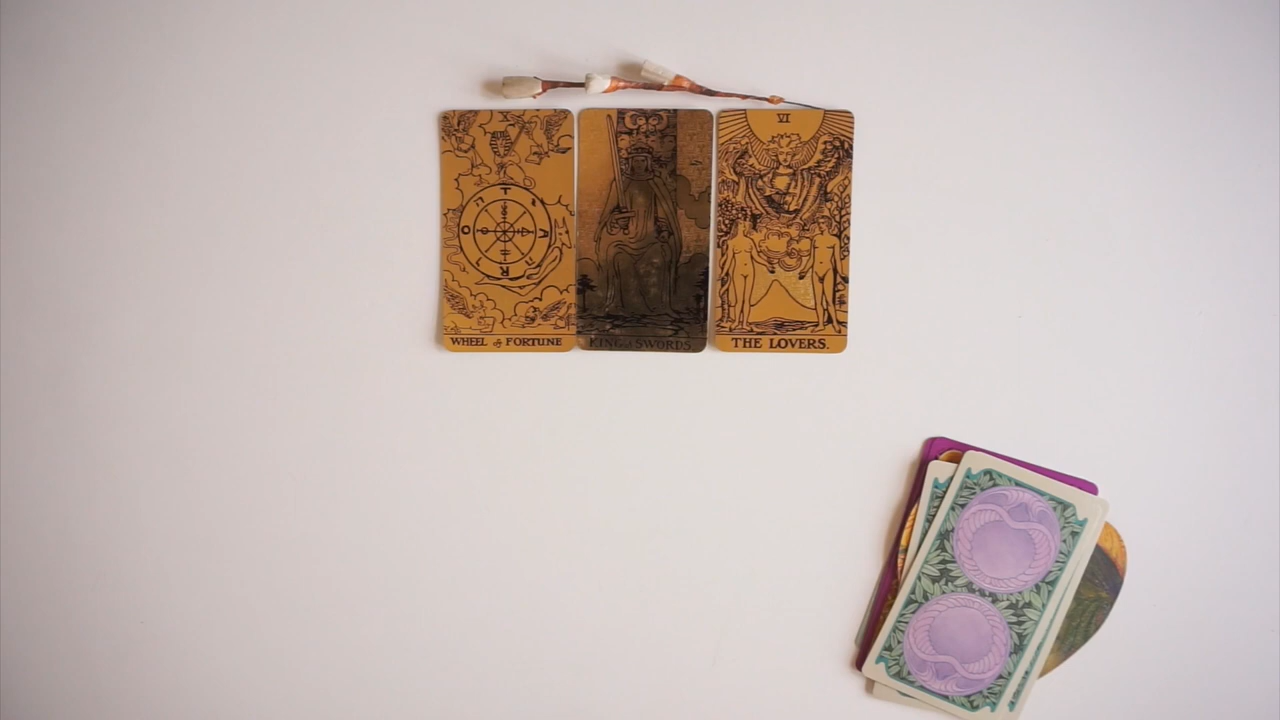 WHEEL of FORTUNE
KING of SWORDS.
VI
THE LOVERS.